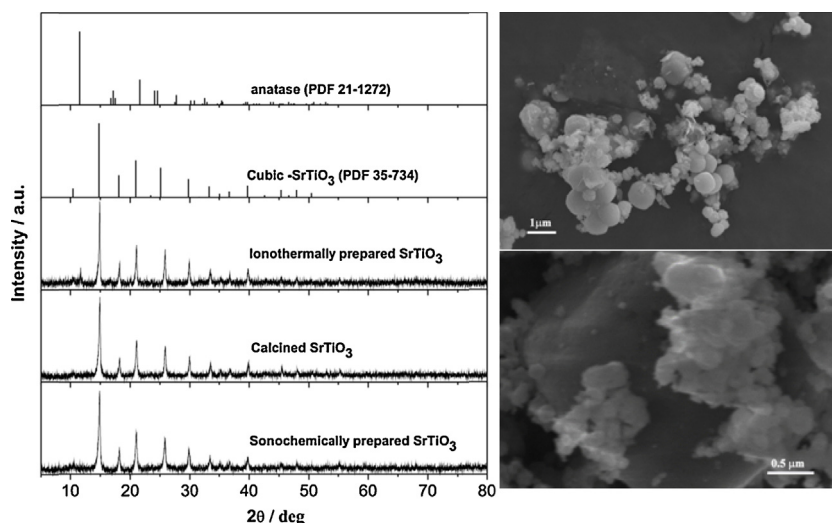 Intensity / a.u.
anatase (PDF 21-1272)
Cubic -SrTiO3 (PDF 35-734)
Ionothermally prepared SrTiO3
Calcined SrTiO3
Sonochemically prepared SrTiO3
10 20 30 40 50 60 70 80
2θ / deg
1μm
0.5 μm